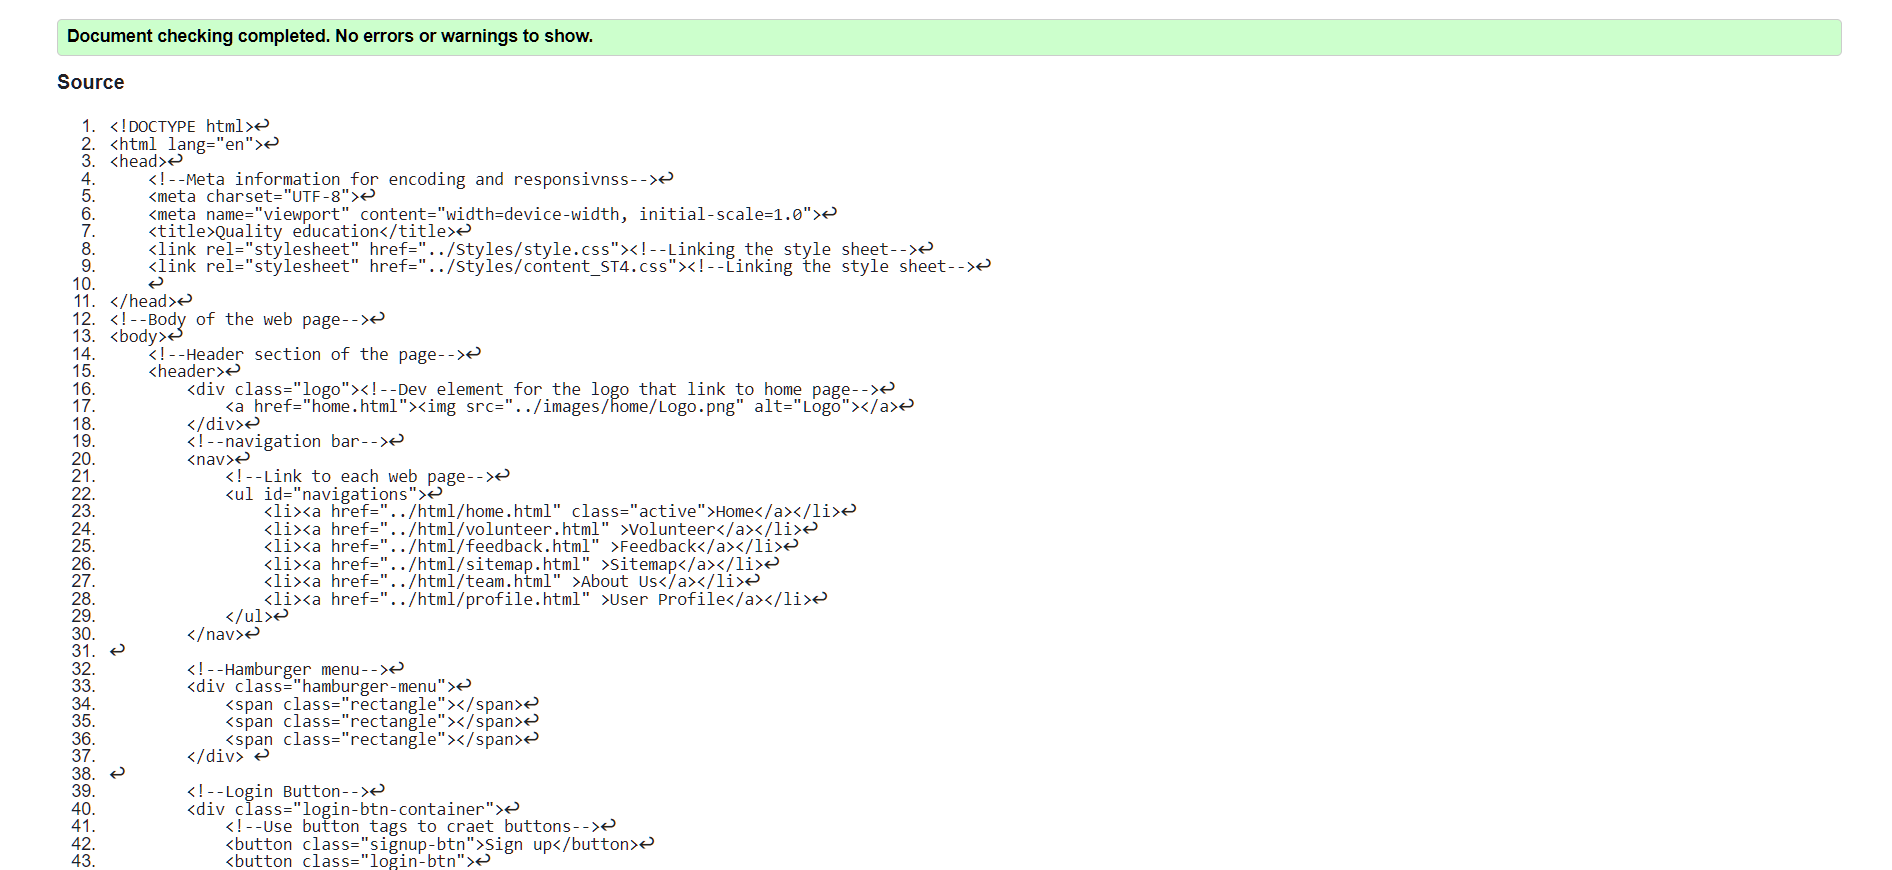 Document checking completed. No errors or warnings to show.
Source
1. <!DOCTYPE html>↩
2. <html lang="en">↩
3. <head>↩
4.     <!--Meta information for encoding and responsivnss-->↩
5.     <meta charset="UTF-8">↩
6.     <meta name="viewport" content="width=device-width, initial-scale=1.0">↩
7.     <title>Quality education</title>↩
8.     <link rel="stylesheet" href="../Styles/style.css"><!--Linking the style sheet-->↩
9.     <link rel="stylesheet" href="../Styles/content_ST4.css"><!--Linking the style sheet-->↩
10.     ↩
11. </head>↩
12. <!--Body of the web page-->↩
13. <body>↩
14.     <!--Header section of the page-->↩
15.     <header>↩
16.         <div class="logo"><!--Dev element for the logo that link to home page-->↩
17.             <a href="home.html"><img src="../images/home/Logo.png" alt="Logo"></a>↩
18.         </div>↩
19.         <!--navigation bar-->↩
20.         <nav>↩
21.             <!--Link to each web page-->↩
22.             <ul id="navigations">↩
23.                 <li><a href="../html/home.html" class="active">Home</a></li>↩
24.                 <li><a href="../html/volunteer.html" >Volunteer</a></li>↩
25.                 <li><a href="../html/feedback.html" >Feedback</a></li>↩
26.                 <li><a href="../html/sitemap.html" >Sitemap</a></li>↩
27.                 <li><a href="../html/team.html" >About Us</a></li>↩
28.                 <li><a href="../html/profile.html" >User Profile</a></li>↩
29.             </ul>↩
30.         </nav>↩
31. ↩
32.         <!--Hamburger menu-->↩
33.         <div class="hamburger-menu">↩
34.             <span class="rectangle"></span>↩
35.             <span class="rectangle"></span>↩
36.             <span class="rectangle"></span>↩
37.         </div> ↩
38. ↩
39.         <!--Login Button-->↩
40.         <div class="login-btn-container">↩
41.             <!--Use button tags to craet buttons-->↩
42.             <button class="signup-btn">Sign up</button>↩
43.             <button class="login-btn">↩